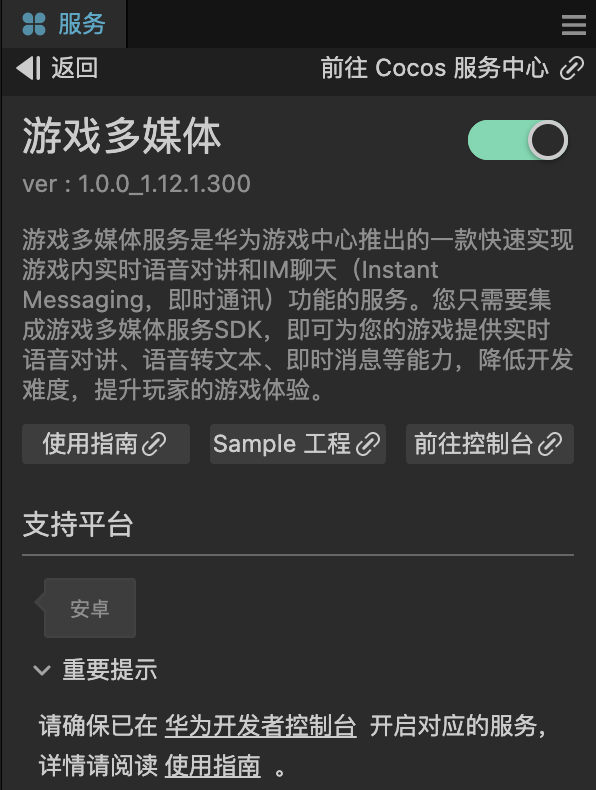 服务
返回
前往 Cocos 服务中心
游戏多媒体
ver : 1.0.0_1.12.1.300
游戏多媒体服务是华为游戏中心推出的一款快速实现
游戏内实时语音对讲和IM聊天（Instant
Messaging，即时通讯）功能的服务。您只需要集
成游戏多媒体服务SDK，即可为您的游戏提供实时
语音对讲、语音转文本、即时消息等能力，降低开发
难度，提升玩家的游戏体验。
使用指南
Sample 工程
前往控制台
支持平台
安卓
重要提示
请确保已在 华为开发者控制台 开启对应的服务，
详情请阅读 使用指南 。